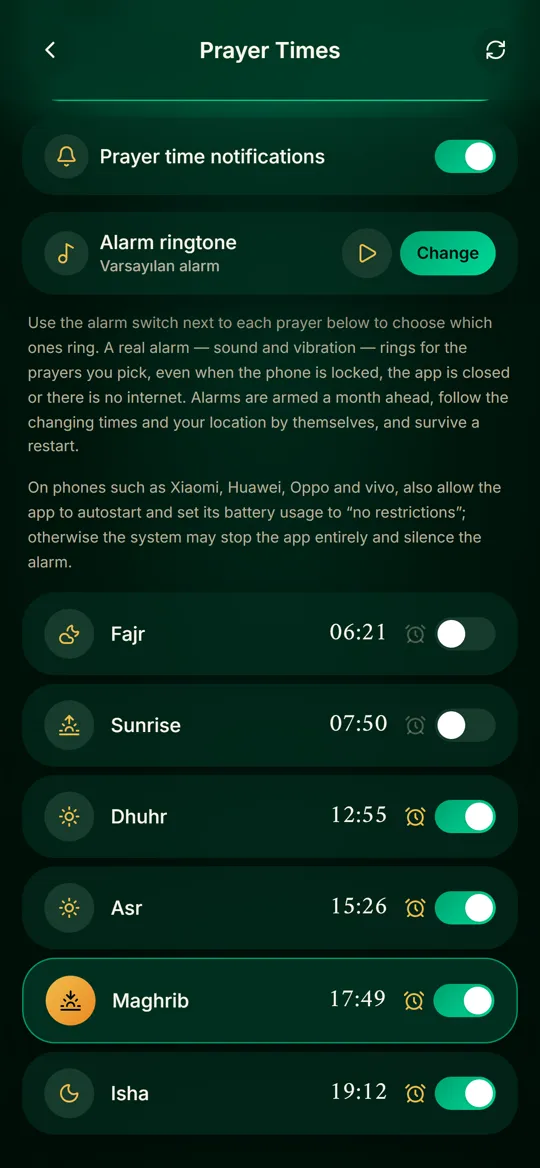 Prayer Times
Prayer time notifications
Alarm ringtone
Varsayılan alarm
Change
Use the alarm switch next to each prayer below to choose which
ones ring. A real alarm — sound and vibration — rings for the
prayers you pick, even when the phone is locked, the app is closed
or there is no internet. Alarms are armed a month ahead, follow the
changing times and your location by themselves, and survive a
restart.
On phones such as Xiaomi, Huawei, Oppo and vivo, also allow the
app to autostart and set its battery usage to “no restrictions”;
otherwise the system may stop the app entirely and silence the
alarm.
Fajr 06:21
Sunrise 07:50
Dhuhr 12:55
Asr 15:26
Maghrib 17:49
Isha 19:12